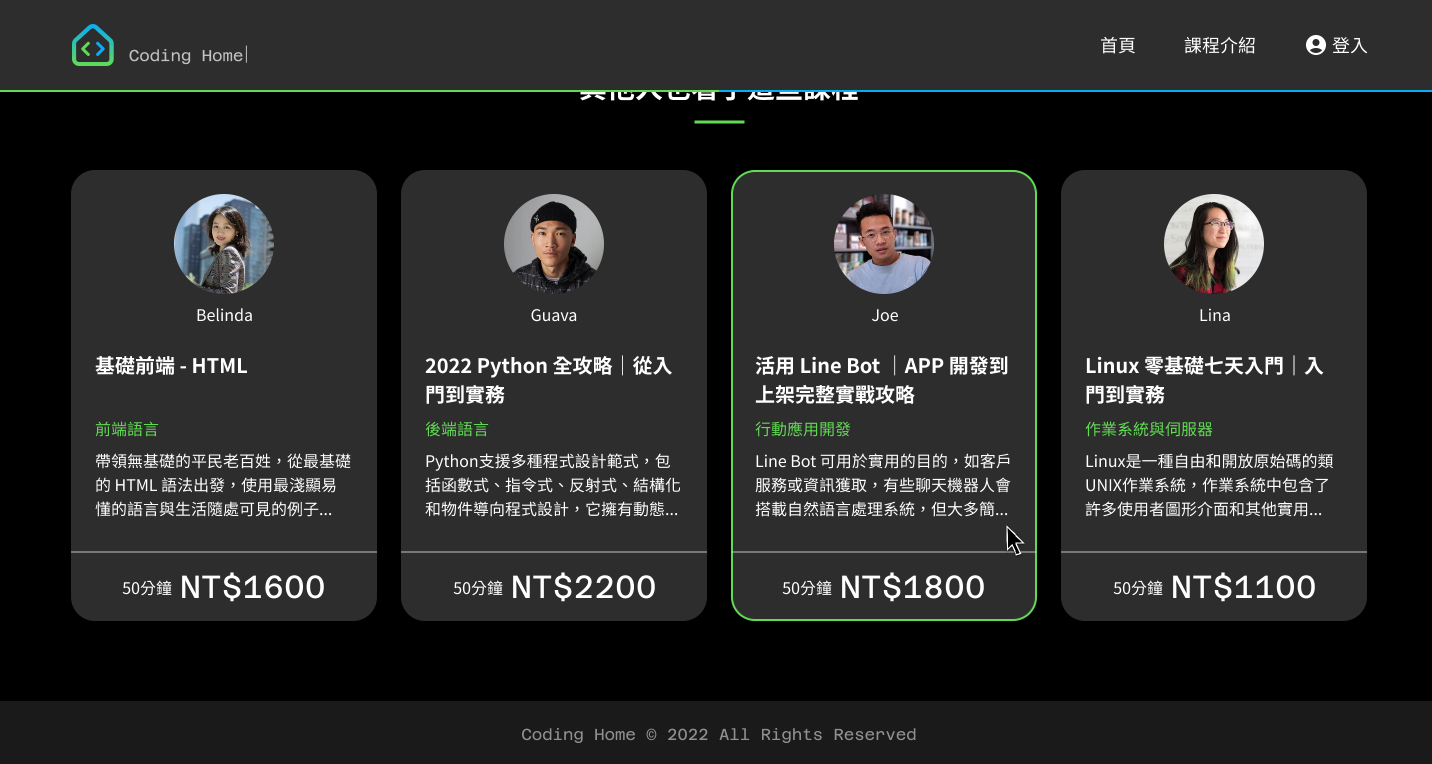 Coding Home
首頁
課程介紹
登入
其他人也看了這些課程
Belinda
基礎前端 - HTML
前端語言
帶領無基礎的平民老百姓，從最基礎
的 HTML 語法出發，使用最淺顯易
懂的語言與生活隨處可見的例子...
50分鐘 NT$1600
Guava
2022 Python 全攻略｜從入
門到實務
後端語言
Python支援多種程式設計範式，包
括函數式、指令式、反射式、結構化
和物件導向程式設計，它擁有動態...
50分鐘 NT$2200
Joe
活用 Line Bot ｜APP 開發到
上架完整實戰攻略
行動應用開發
Line Bot 可用於實用的目的，如客戶
服務或資訊獲取，有些聊天機器人會
搭載自然語言處理系統，但大多簡...
50分鐘 NT$1800
Lina
Linux 零基礎七天入門｜入
門到實務
作業系統與伺服器
Linux是一種自由和開放原始碼的類
UNIX作業系統，作業系統中包含了
許多使用者圖形介面和其他實用...
50分鐘 NT$1100
Coding Home © 2022 All Rights Reserved